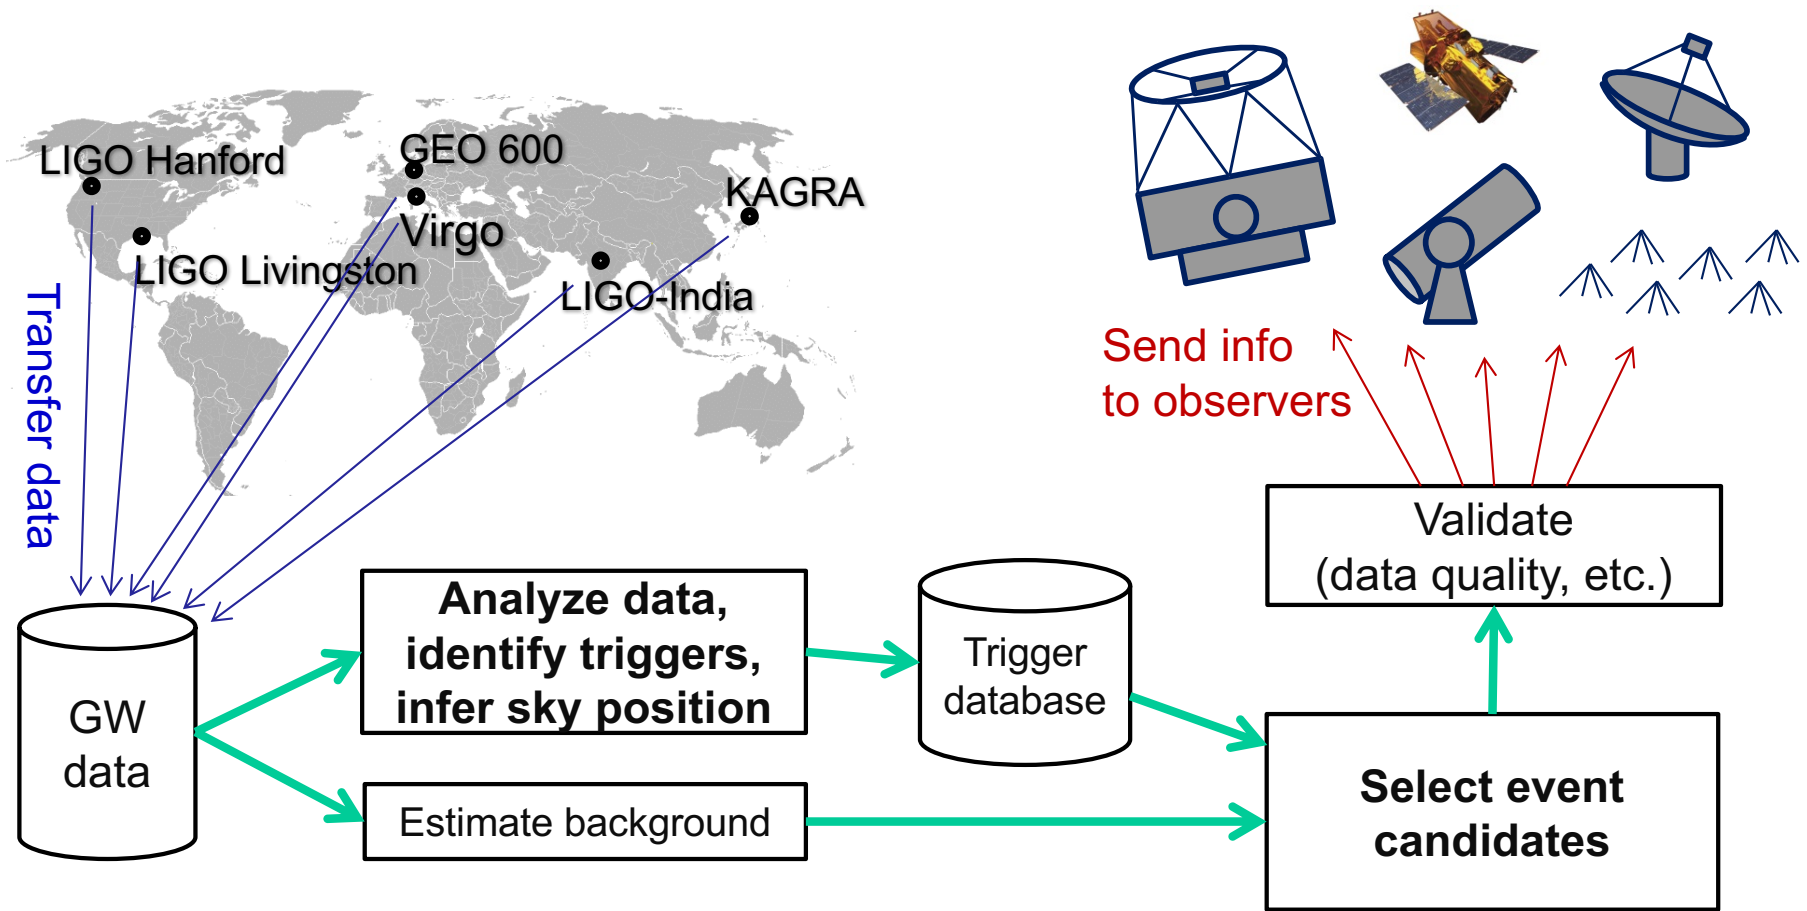 LIGO Hanford
GEO 600
KAGRA
Virgo
LIGO Livingston
LIGO-India
Transfer data
Send info
to observers
Validate
(data quality, etc.)
Analyze data,
identify triggers,
infer sky position
Trigger
database
GW
data
Estimate background
Select event
candidates